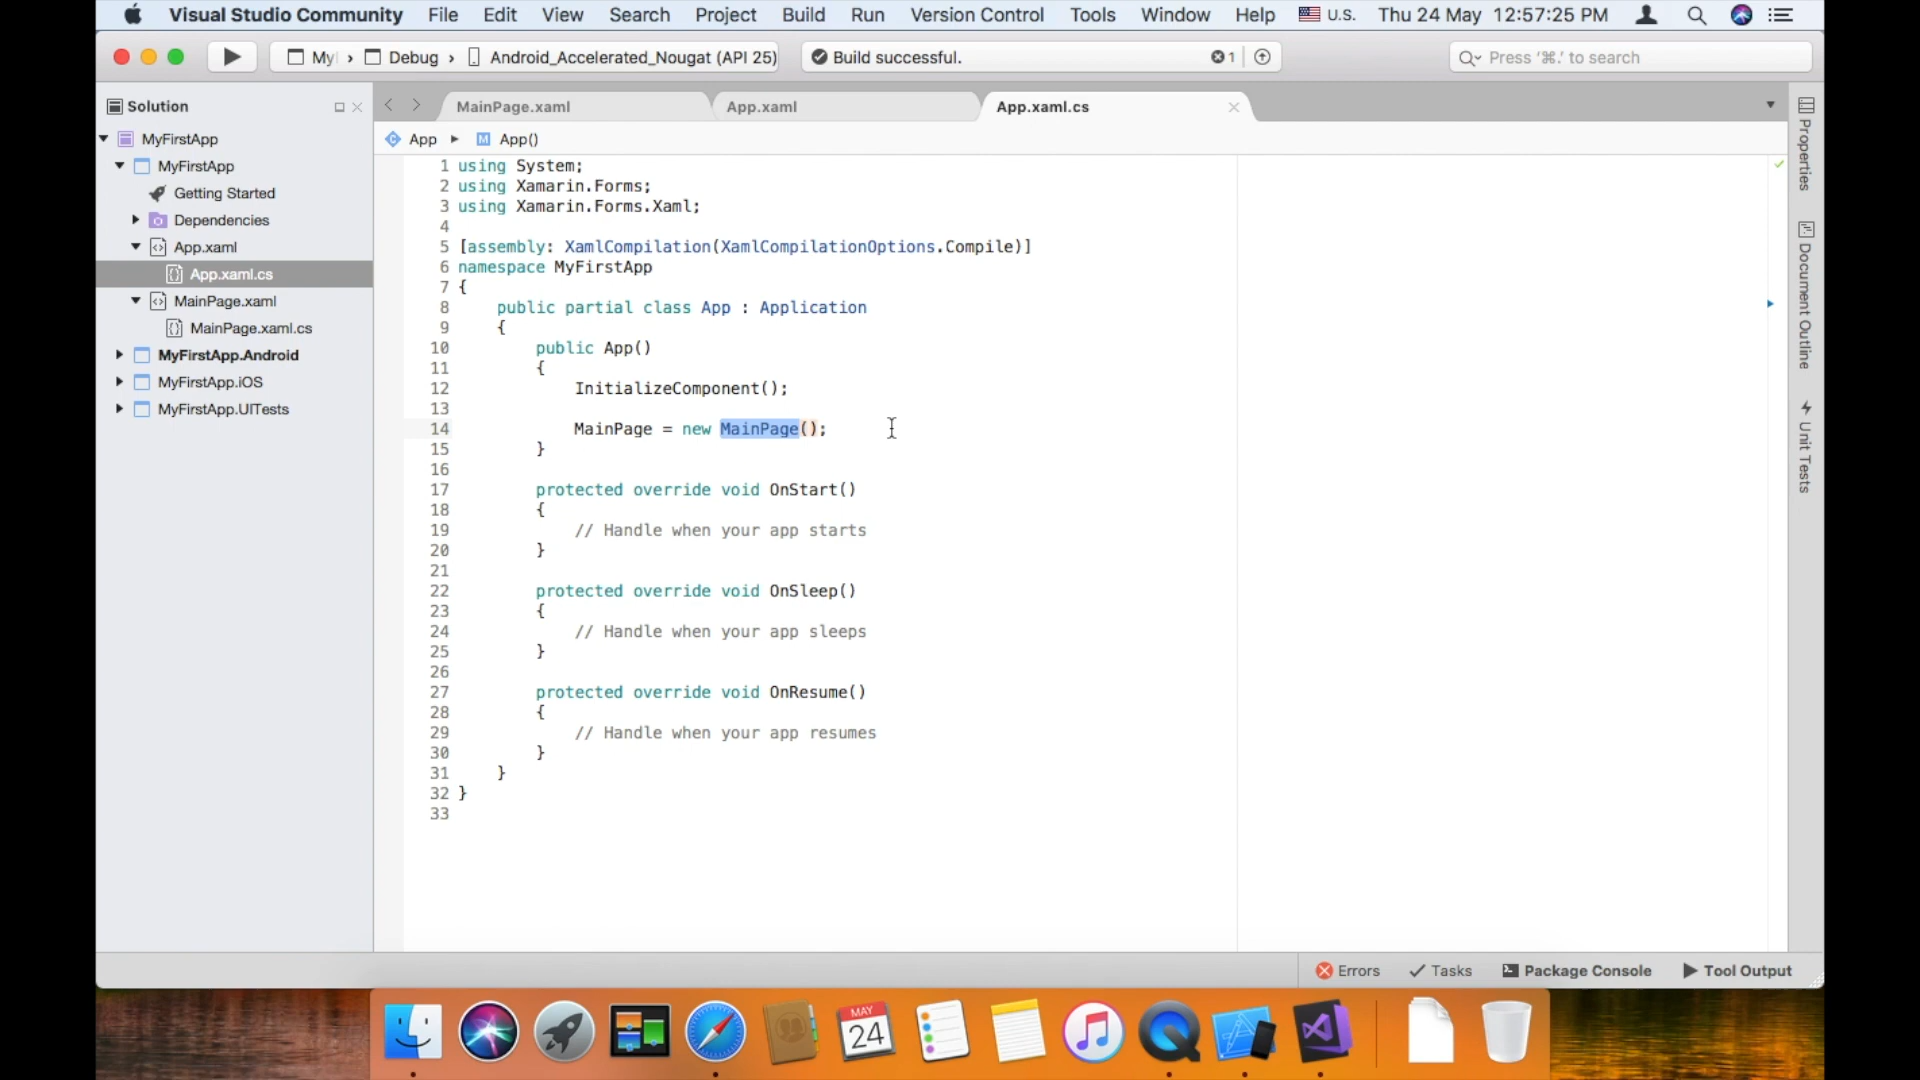 Visual Studio Community File Edit View Search Project Build Run Version Control Tools Window Help U.S. Thu 24 May 12:57:25 PM
My › Debug › Android_Accelerated_Nougat (API 25) Build successful. 1 Press ‘⌘.’ to search
Solution
MyFirstApp
MyFirstApp
Getting Started
Dependencies
App.xaml
App.xaml.cs
MainPage.xaml
MainPage.xaml.cs
MyFirstApp.Android
MyFirstApp.iOS
MyFirstApp.UITests
MainPage.xaml App.xaml App.xaml.cs
App App()
1 using System;
2 using Xamarin.Forms;
3 using Xamarin.Forms.Xaml;
4
5 [assembly: XamlCompilation(XamlCompilationOptions.Compile)]
6 namespace MyFirstApp
7 {
8 public partial class App : Application
9 {
10 public App()
11 {
12 InitializeComponent();
13
14 MainPage = new MainPage();
15 }
16
17 protected override void OnStart()
18 {
19 // Handle when your app starts
20 }
21
22 protected override void OnSleep()
23 {
24 // Handle when your app sleeps
25 }
26
27 protected override void OnResume()
28 {
29 // Handle when your app resumes
30 }
31 }
32 }
33
Properties
Document Outline
Unit Tests
Errors Tasks Package Console Tool Output
MAY
24